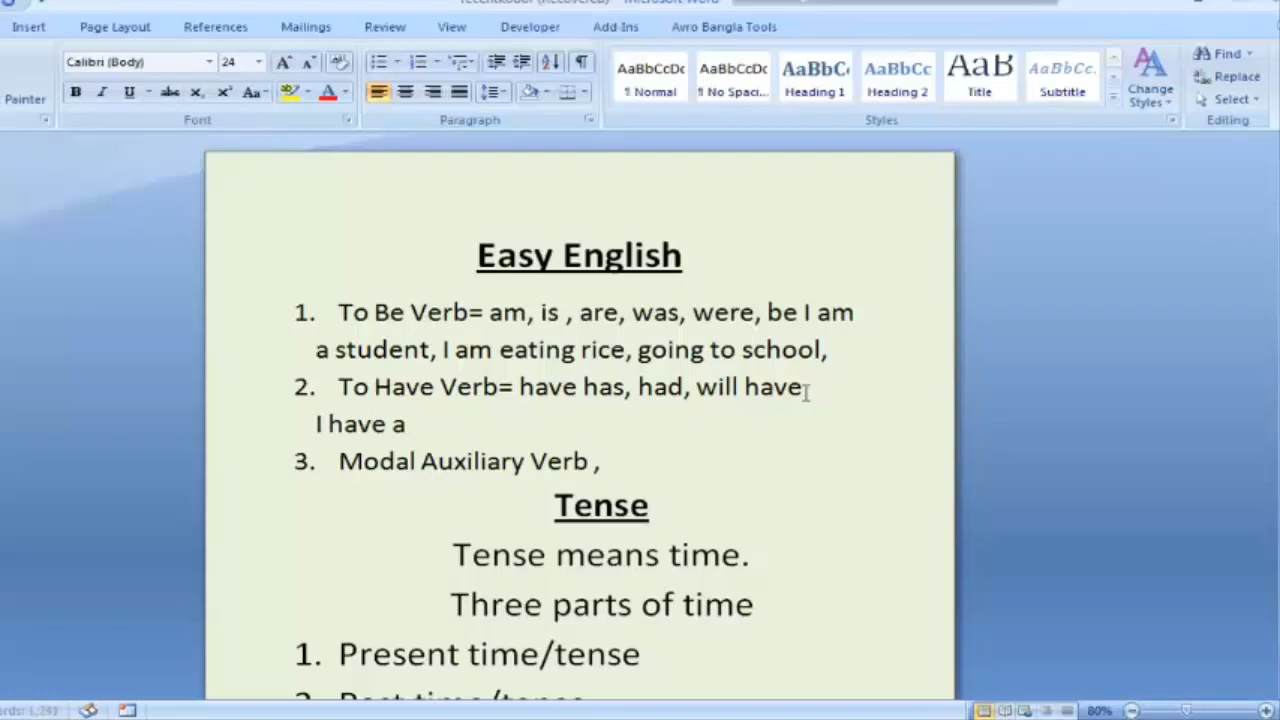 Insert Page Layout References Mailings Review View Developer Add-Ins Avro Bangla Tools
Calibri (Body) 24
AaBbCcDc AaBbCcDc AaBbC AaBbCc AaB AaBbCc.
¶ Normal ¶ No Spaci... Heading 1 Heading 2 Title Subtitle
Change Styles
Find
Replace
Select
Painter
Font Paragraph Styles Editing
Easy English
1. To Be Verb= am, is , are, was, were, be I am
a student, I am eating rice, going to school,
2. To Have Verb= have has, had, will have
I have a
3. Modal Auxiliary Verb ,
Tense
Tense means time.
Three parts of time
1. Present time/tense
80%